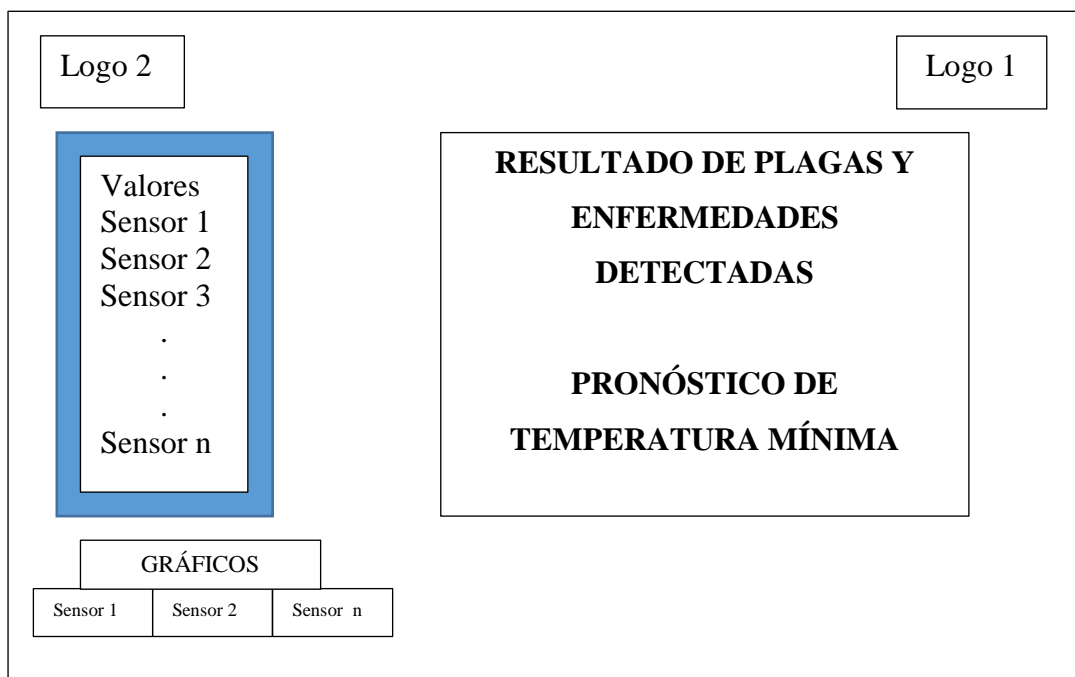 Logo 2
Logo 1
Valores
Sensor 1
Sensor 2
Sensor 3
.
.
.
Sensor n
RESULTADO DE PLAGAS Y
ENFERMEDADES
DETECTADAS
PRONÓSTICO DE
TEMPERATURA MÍNIMA
GRÁFICOS
Sensor 1
Sensor 2
Sensor n